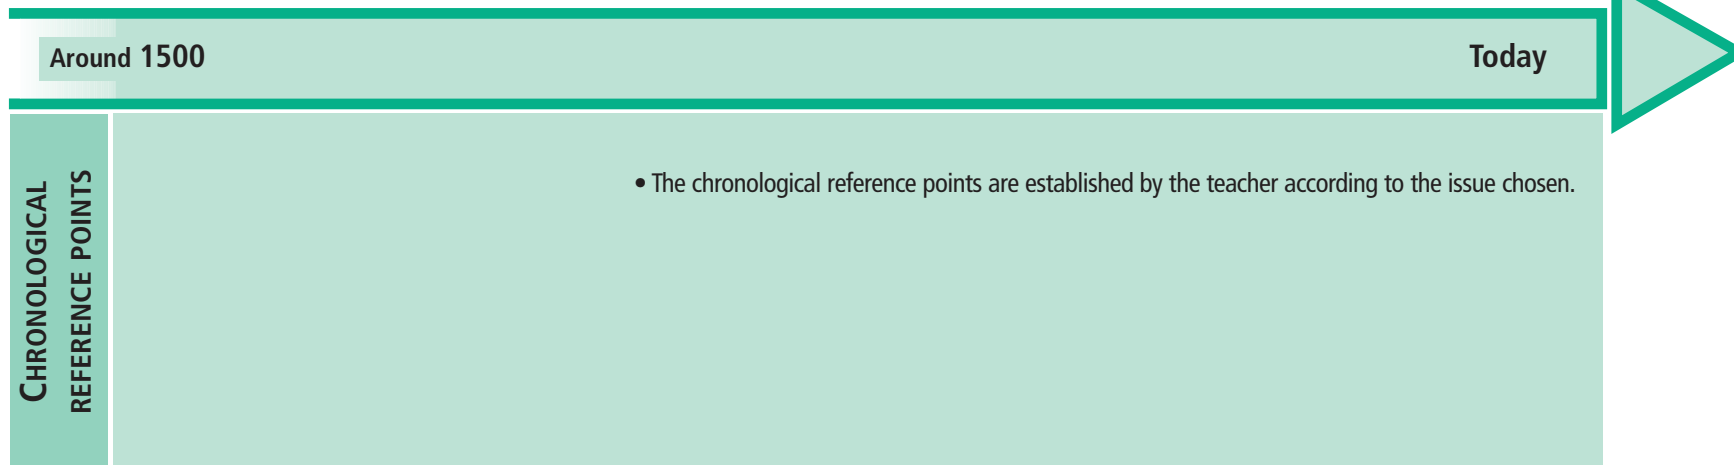 Around 1500
Today
CHRONOLOGICAL
REFERENCE POINTS
• The chronological reference points are established by the teacher according to the issue chosen.